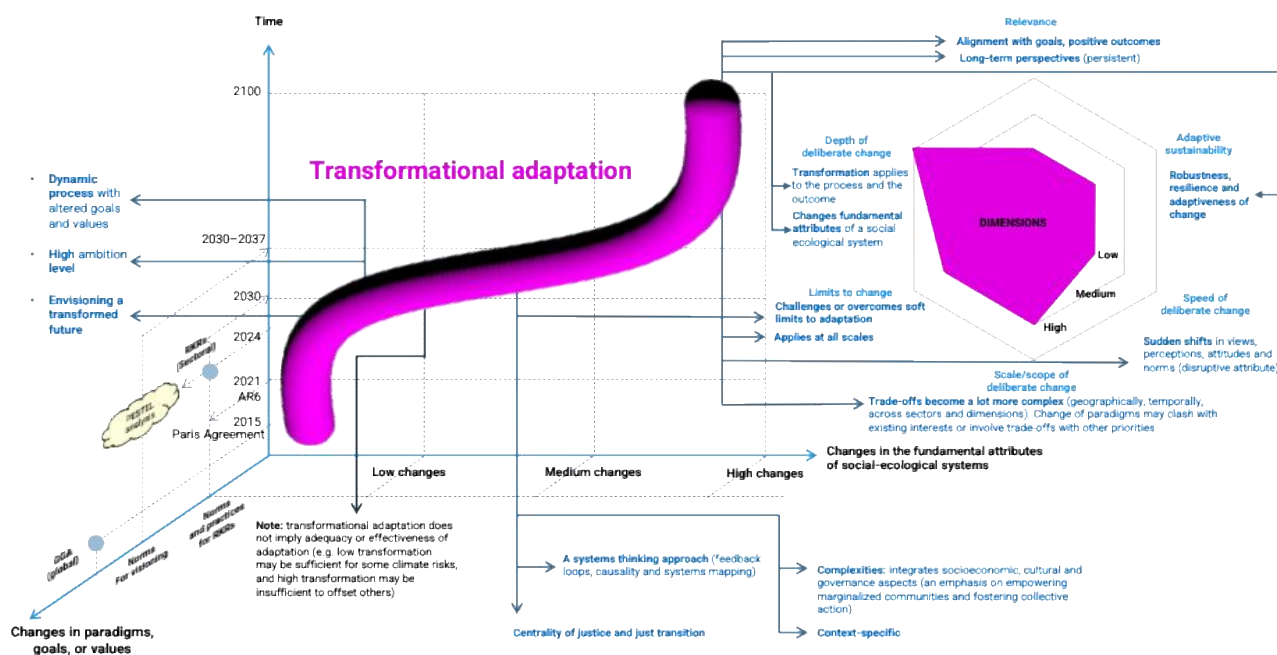 Time
2100
2030–2037
2030
2024
2021
AR6
2015
Paris Agreement
Transformational adaptation
• Dynamic
process with
altered goals
and values
• High ambition
level
• Envisioning a
transformed
future
RKRs
(Sectoral)
PESTEL
analysis
GGA
(global)
Norms
For visioning
Norms
and practices
for RKRs
Changes in paradigms,
goals, or values
Low changes
Medium changes
High changes
Changes in the fundamental attributes
of social-ecological systems
Note: transformational adaptation does
not imply adequacy or effectiveness of
adaptation (e.g. low transformation
may be sufficient for some climate risks,
and high transformation may be
insufficient to offset others)
A systems thinking approach (feedback
loops, causality and systems mapping)
Centrality of justice and just transition
Complexities: integrates socioeconomic, cultural and
governance aspects (an emphasis on empowering
marginalized communities and fostering collective
action)
Context-specific
Relevance
Alignment with goals, positive outcomes
Long-term perspectives (persistent)
Depth of
deliberate change
Transformation applies
to the process and the
outcome
Changes fundamental
attributes of a social
ecological system
Limits to change
Challenges or overcomes soft
limits to adaptation
Applies at all scales
DIMENSIONS
Low
Medium
High
Adaptive
sustainability
Robustness,
resilience and
adaptiveness of
change
Speed of
deliberate change
Sudden shifts in views,
perceptions, attitudes and
norms (disruptive attribute)
Scale/scope of
deliberate change
Trade-offs become a lot more complex (geographically, temporally,
across sectors and dimensions). Change of paradigms may clash with
existing interests or involve trade-offs with other priorities